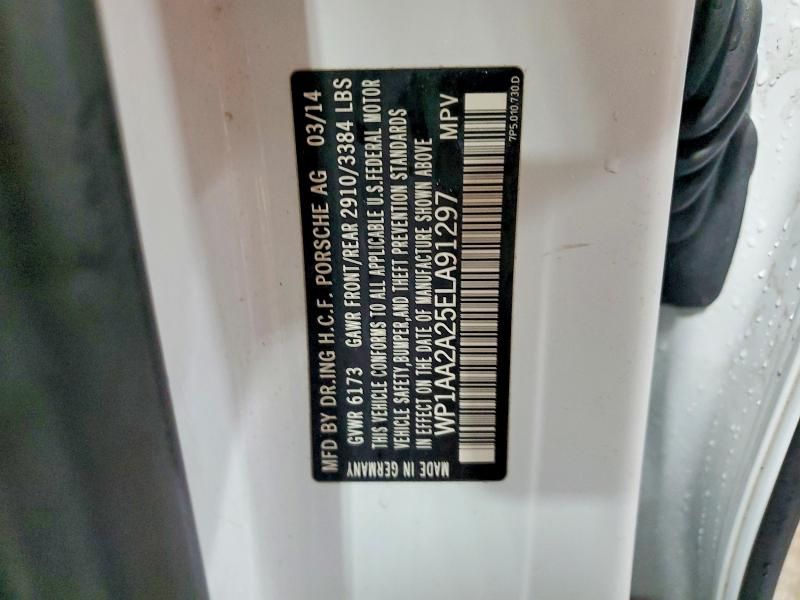 MFD BY DR.ING H.C.F. PORSCHE AG 03/14
GVWR 6173 GAWR FRONT/REAR 2910/3384 LBS
THIS VEHICLE CONFORMS TO ALL APPLICABLE U.S.FEDERAL MOTOR
VEHICLE SAFETY,BUMPER,AND THEFT PREVENTION STANDARDS
IN EFFECT ON THE DATE OF MANUFACTURE SHOWN ABOVE
WP1AA2A25ELA91297 MPV
MADE IN GERMANY
7P5.010.730.D